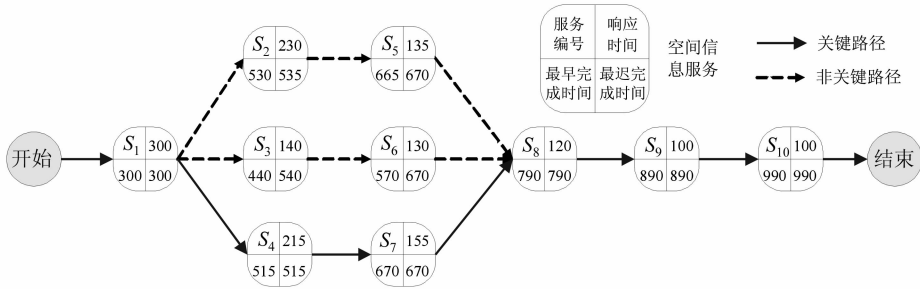 S2 230
530 535
S5 135
665 670
服务编号
响应时间
最早完成时间
最迟完成时间
空间信息服务
关键路径
非关键路径
开始
S1 300
300 300
S3 140
440 540
S6 130
570 670
S8 120
790 790
S9 100
890 890
S10 100
990 990
结束
S4 215
515 515
S7 155
670 670